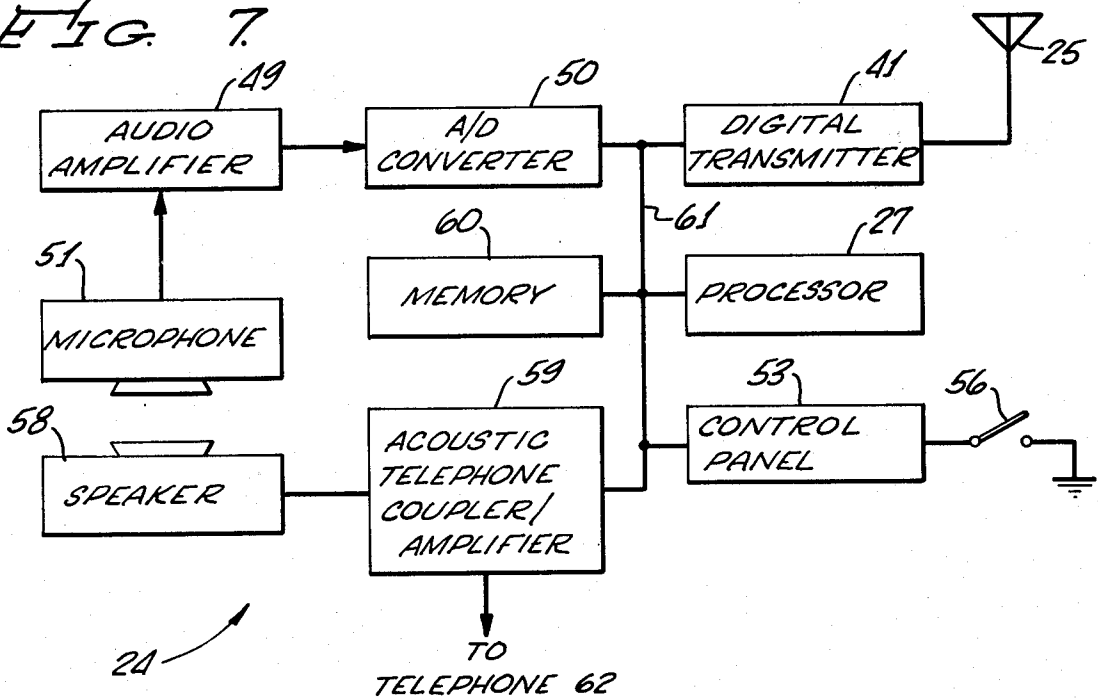 FIG. 7.
25
49
AUDIO
AMPLIFIER
50
A/D
CONVERTER
41
DIGITAL
TRANSMITTER
61
51
MICROPHONE
60
MEMORY
27
PROCESSOR
58
SPEAKER
59
ACOUSTIC
TELEPHONE
COUPLER/
AMPLIFIER
53
CONTROL
PANEL
56
24
TO
TELEPHONE 62